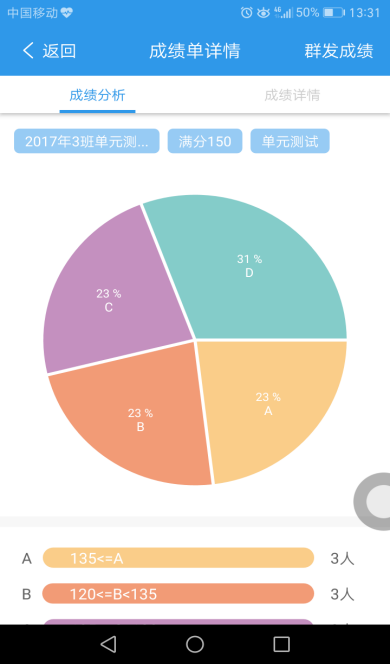 中国移动 4G 50% 13:31
返回 成绩单详情 群发成绩
成绩分析 成绩详情
2017年3班单元测... 满分150 单元测试
31 %
D
23 %
C
23 %
A
23 %
B
A 135<=A 3人
B 120<=B<135 3人